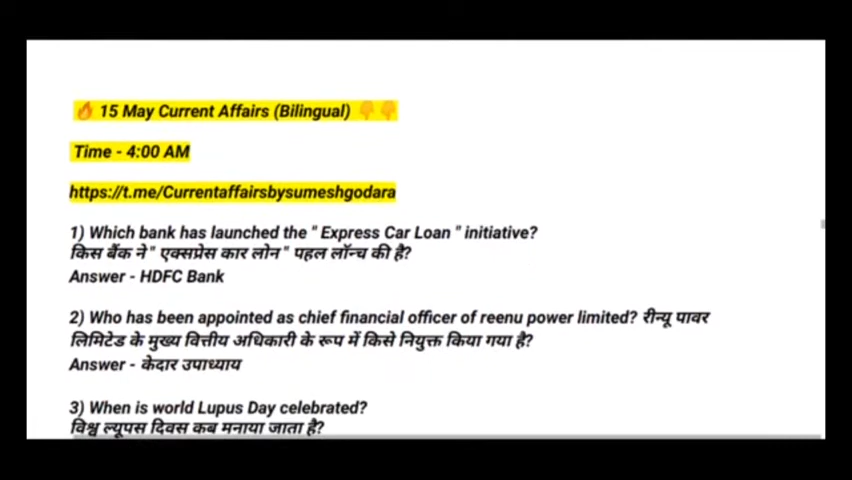 🔥 15 May Current Affairs (Bilingual) 👇👇
Time - 4:00 AM
https://t.me/Currentaffairsbysumeshgodara
1) Which bank has launched the " Express Car Loan " initiative?
किस बैंक ने " एक्सप्रेस कार लोन " पहल लॉन्च की है?
Answer - HDFC Bank
2) Who has been appointed as chief financial officer of reenu power limited? रीन्यू पावर
लिमिटेड के मुख्य वित्तीय अधिकारी के रूप में किसे नियुक्त किया गया है?
Answer - केदार उपाध्याय
3) When is world Lupus Day celebrated?
विश्व ल्यूपस दिवस कब मनाया जाता है?